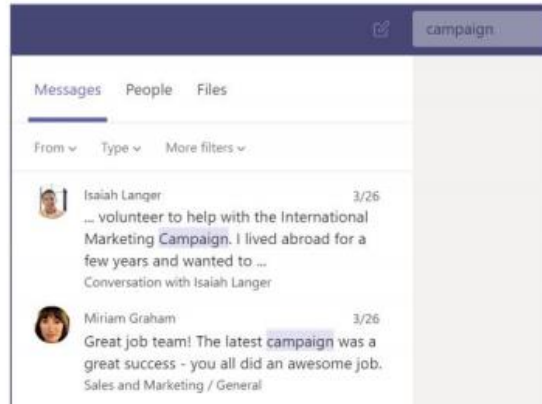 campaign
Messages People Files
From Type More filters
Isaiah Langer 3/26
... volunteer to help with the International
Marketing Campaign. I lived abroad for a
few years and wanted to ...
Conversation with Isaiah Langer
Miriam Graham 3/26
Great job team! The latest campaign was a
great success - you all did an awesome job.
Sales and Marketing / General